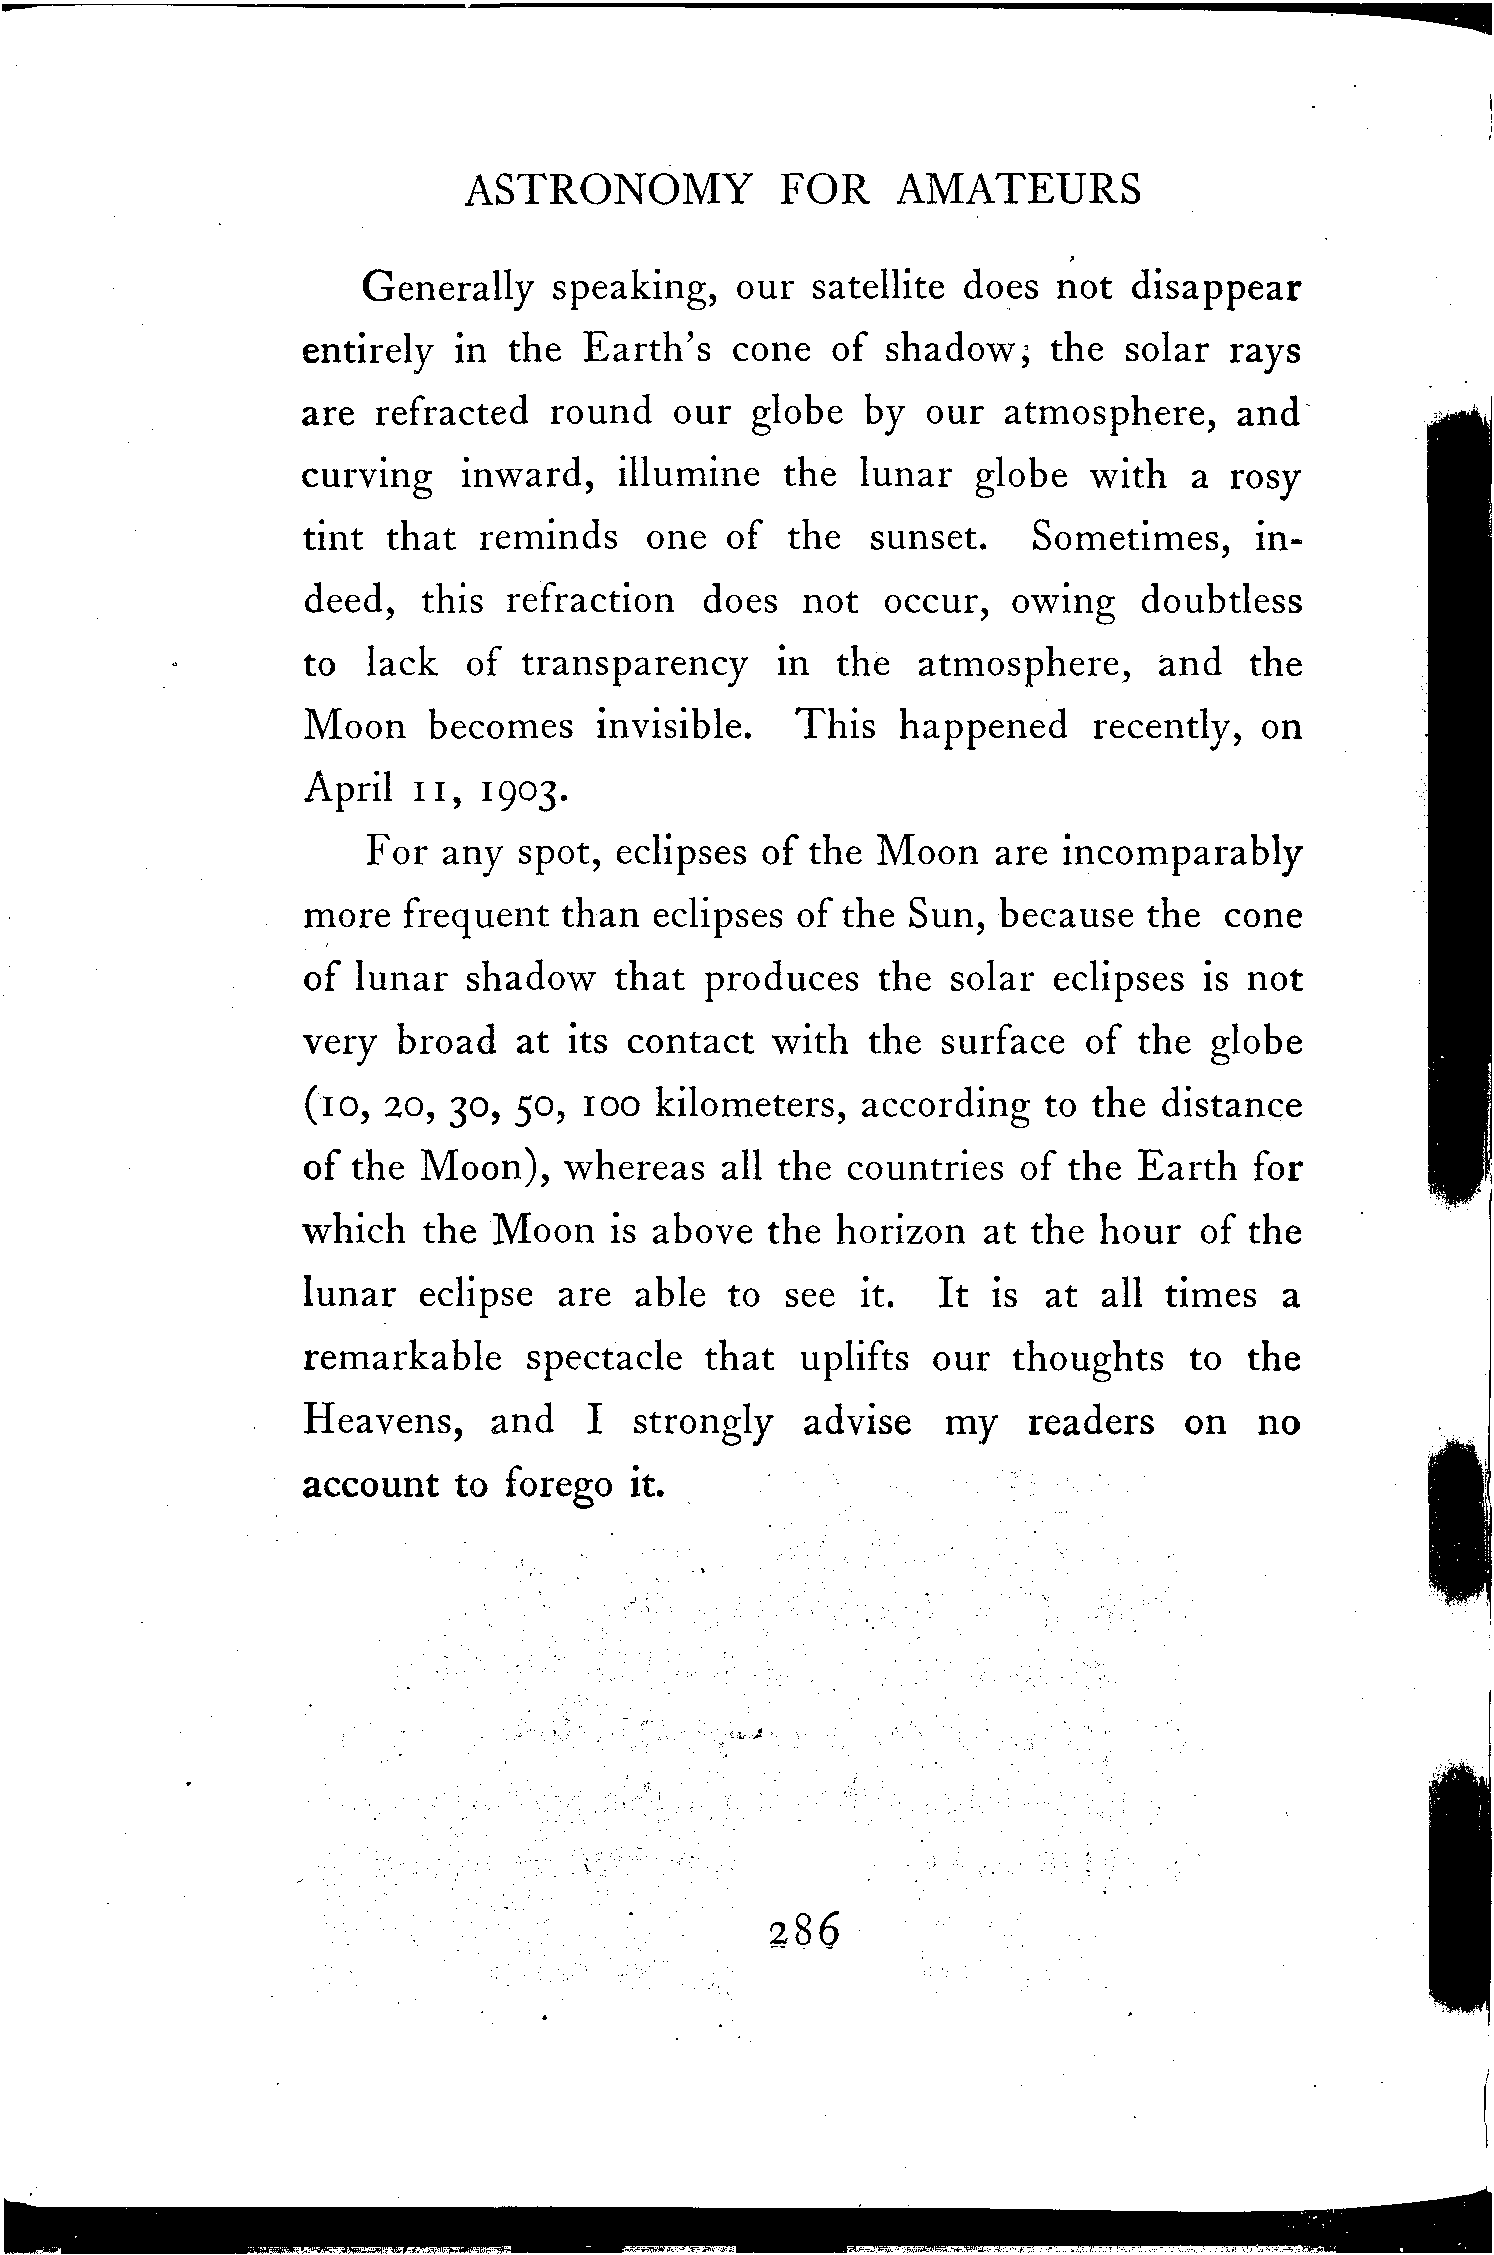 ASTRONOMY FOR AMATEURS
Generally speaking, our satellite does not disappear
entirely in the Earth's cone of shadow; the solar rays
are refracted round our globe by our atmosphere, and
curving inward, illumine the lunar globe with a rosy
tint that reminds one of the sunset. Sometimes, in-
deed, this refraction does not occur, owing doubtless
to lack of transparency in the atmosphere, and the
Moon becomes invisible. This happened recently, on
April 11, 1903.
For any spot, eclipses of the Moon are incomparably
more frequent than eclipses of the Sun, because the cone
of lunar shadow that produces the solar eclipses is not
very broad at its contact with the surface of the globe
(10, 20, 30, 50, 100 kilometers, according to the distance
of the Moon), whereas all the countries of the Earth for
which the Moon is above the horizon at the hour of the
lunar eclipse are able to see it. It is at all times a
remarkable spectacle that uplifts our thoughts to the
Heavens, and I strongly advise my readers on no
account to forego it.
286